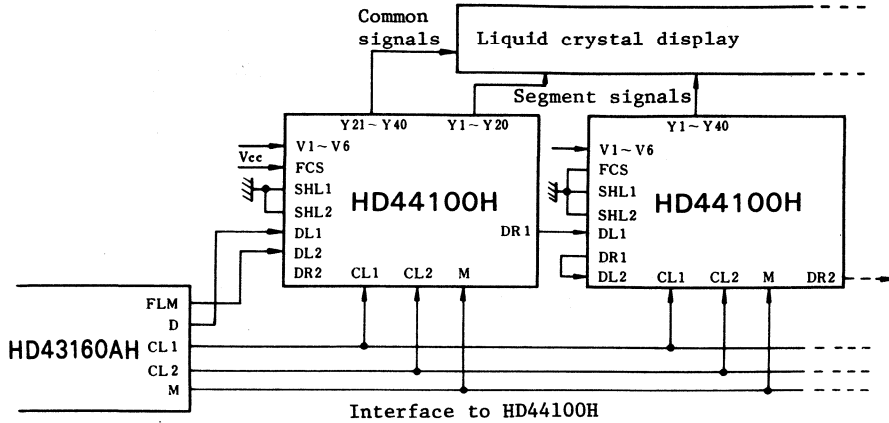 Common
signals
Liquid crystal display
Segment signals
Y21~Y40
Y1~Y20
Y1~Y40
V1~V6
Vcc
FCS
SHL1
SHL2
HD44100H
DL1
DL2
DR2
CL1
CL2
M
DR1
V1~V6
FCS
SHL1
SHL2
HD44100H
DL1
DR1
DL2
CL1
CL2
M
DR2
FLM
D
HD43160AH
CL1
CL2
M
Interface to HD44100H